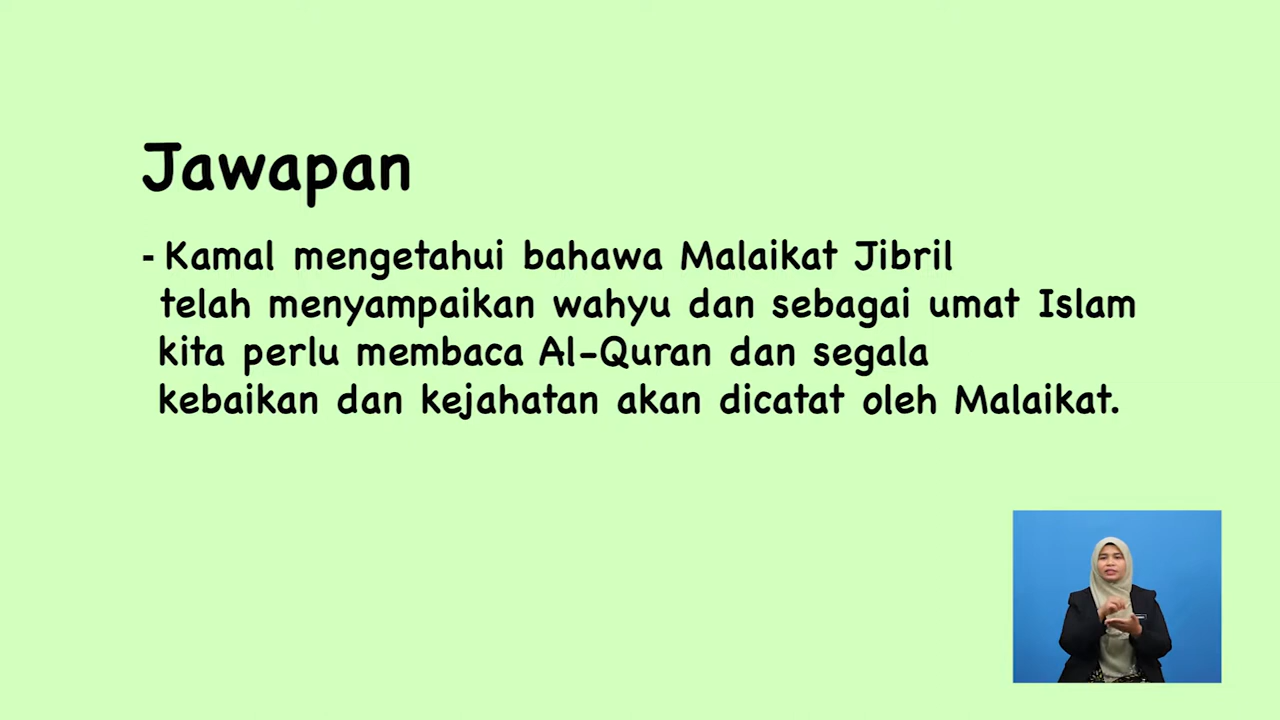 Jawapan
- Kamal mengetahui bahawa Malaikat Jibril
telah menyampaikan wahyu dan sebagai umat Islam
kita perlu membaca Al-Quran dan segala
kebaikan dan kejahatan akan dicatat oleh Malaikat.